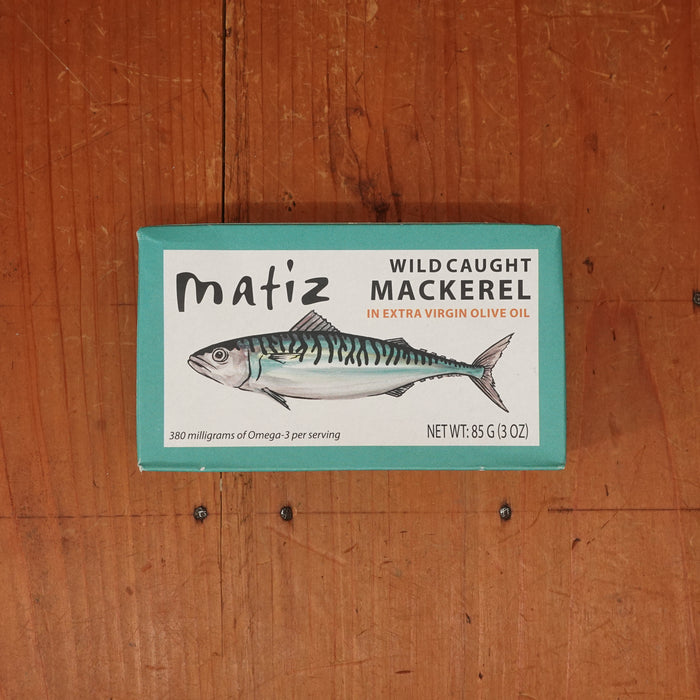 matiz
WILD CAUGHT
MACKEREL
IN EXTRA VIRGIN OLIVE OIL
380 milligrams of Omega-3 per serving
NET WT: 85 G (3 OZ)